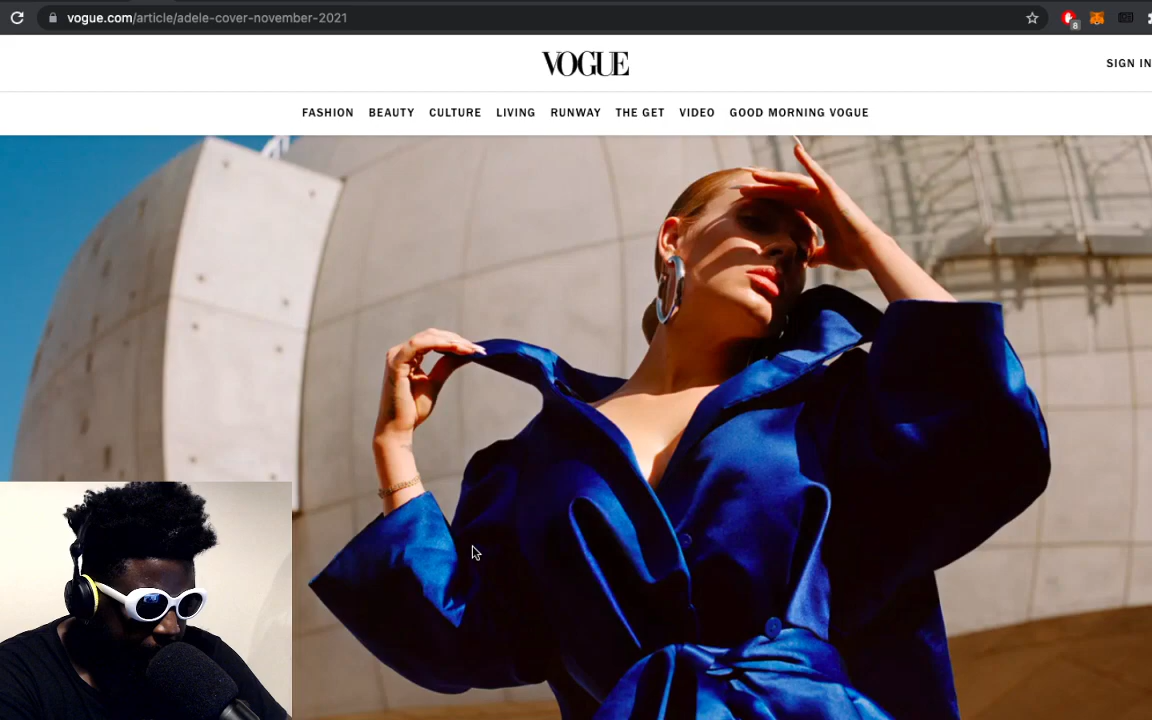 vogue.com/article/adele-cover-november-2021
8
VOGUE
SIGN IN
FASHION BEAUTY CULTURE LIVING RUNWAY THE GET VIDEO GOOD MORNING VOGUE